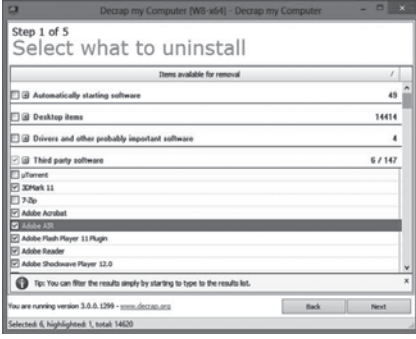 Decrap my Computer [W8-x64] - Decrap my Computer
Step 1 of 5
Select what to uninstall
Items available for removal /
Automatically starting software 49
Desktop items 14414
Drivers and other probably important software 4
Third party software 6 / 147
µTorrent
3DMark 11
7-Zip
Adobe Acrobat
Adobe AIR
Adobe Flash Player 11 Plugin
Adobe Reader
Adobe Shockwave Player 12.0
Tip: You can filter the results simply by starting to type to the results list. x
You are running version 3.0.0.1299 - www.decrap.org
Back Next
Selected: 6, highlighted: 1, total: 14620